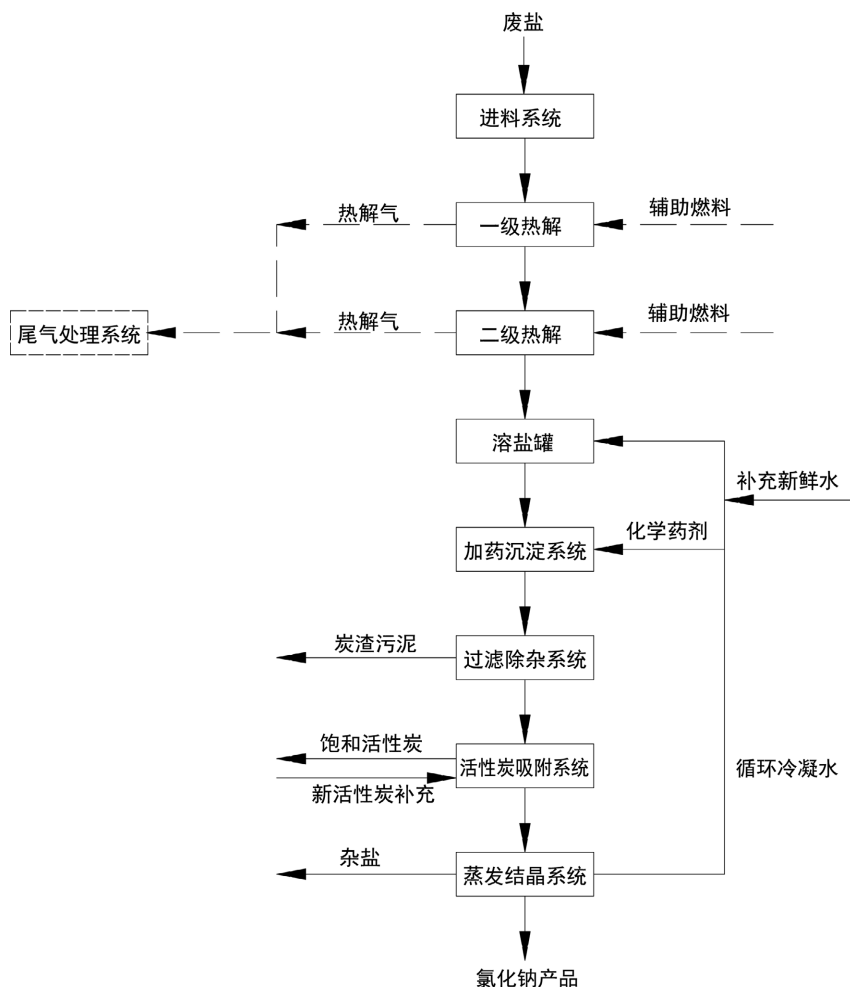 废盐
进料系统
热解气
一级热解
辅助燃料
尾气处理系统
热解气
二级热解
辅助燃料
溶盐罐
补充新鲜水
加药沉淀系统
化学药剂
炭渣污泥
过滤除杂系统
饱和活性炭
新活性炭补充
活性炭吸附系统
循环冷凝水
杂盐
蒸发结晶系统
氯化钠产品